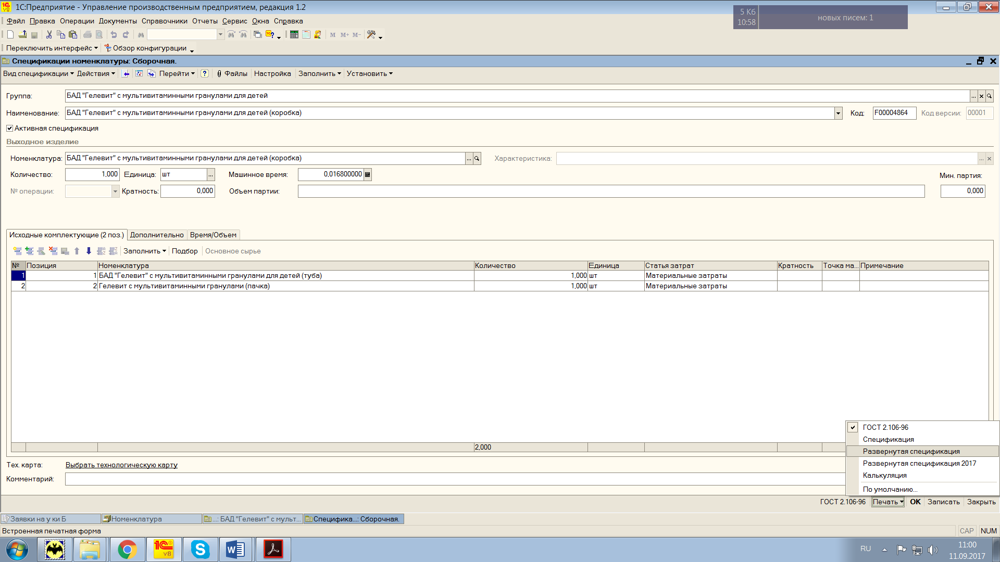 1С:Предприятие - Управление производственным предприятием, редакция 1.2
5 Кб
10:58
новых писем: 1
Файл Правка Операции Документы Справочники Отчеты Сервис Окна Справка
M M+ M-
Переключить интерфейс Обзор конфигурации
Спецификации номенклатуры: Сборочная.
Вид спецификации Действия Перейти Файлы Настройка Заполнить Установить
Группа: БАД "Гелевит" с мультивитаминными гранулами для детей
Наименование: БАД "Гелевит" с мультивитаминными гранулами для детей (коробка) Код: F00004864 Код версии: 00001
Активная спецификация
Выходное изделие
Номенклатура: БАД "Гелевит" с мультивитаминными гранулами для детей (коробка) Характеристика:
Количество: 1,000 Единица: шт Машинное время: 0,016800000 Мин. партия:
№ операции: Кратность: 0,000 Объем партии: 0,000
Исходные комплектующие (2 поз.) Дополнительно Время/Объем
Заполнить Подбор Основное сырье
№ Позиция Номенклатура Количество Единица Статья затрат Кратность Точка ма... Примечание
1 1 БАД "Гелевит" с мультивитаминными гранулами для детей (туба) 1,000 шт Материальные затраты
2 2 Гелевит с мультивитаминными гранулами (пачка) 1,000 шт Материальные затраты
2,000
ГОСТ 2.106-96
Спецификация
Развернутая спецификация
Развернутая спецификация 2017
Калькуляция
По умолчанию...
Тех. карта: Выбрать технологическую карту
Комментарий:
ГОСТ 2.106-96 Печать OK Записать Закрыть
Заявки на у ки Б Номенклатура ...: БАД "Гелевит" с мульт... Специфика...: Сборочная.
Встроенная печатная форма CAP NUM
RU 11:00
11.09.2017